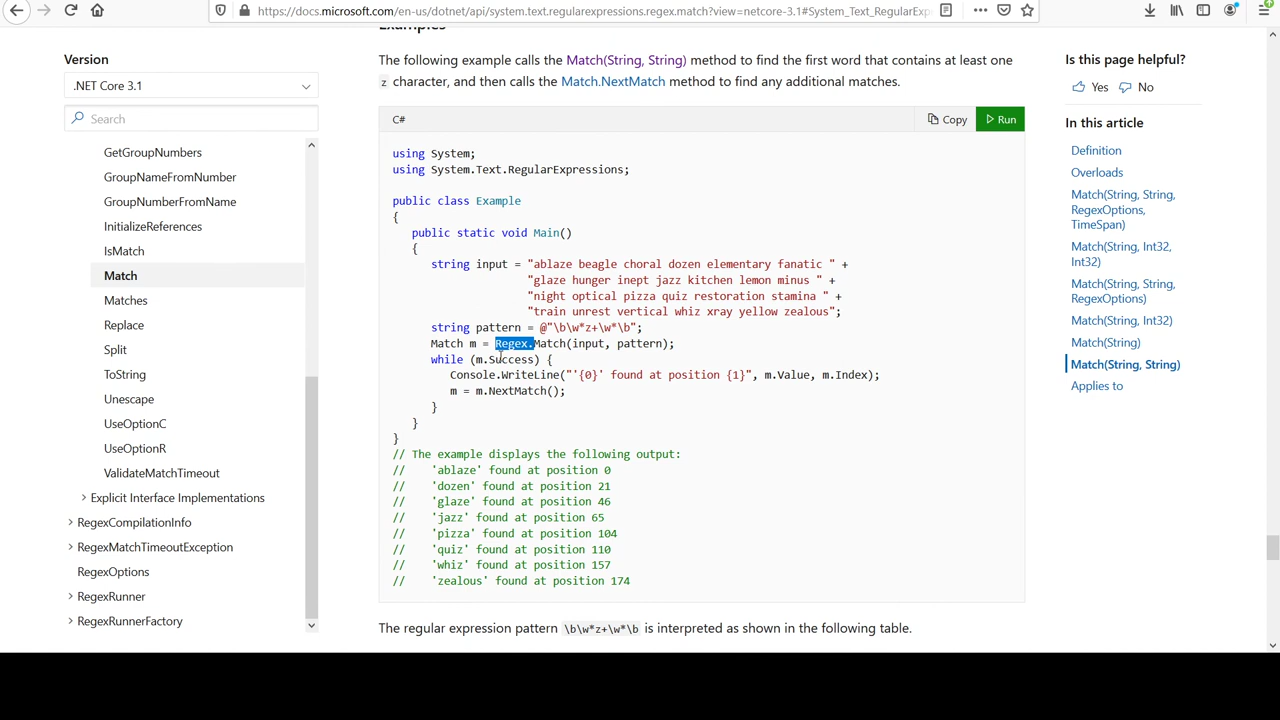 https://docs.microsoft.com/en-us/dotnet/api/system.text.regularexpressions.regex.match?view=netcore-3.1#System_Text_RegularExp
Version
.NET Core 3.1
Search
GetGroupNumbers
GroupNameFromNumber
GroupNumberFromName
InitializeReferences
IsMatch
Match
Matches
Replace
Split
ToString
Unescape
UseOptionC
UseOptionR
ValidateMatchTimeout
Explicit Interface Implementations
RegexCompilationInfo
RegexMatchTimeoutException
RegexOptions
RegexRunner
RegexRunnerFactory
Examples
The following example calls the Match(String, String) method to find the first word that contains at least one
z character, and then calls the Match.NextMatch method to find any additional matches.
C#
Copy
Run
using System;
using System.Text.RegularExpressions;
public class Example
{
public static void Main()
{
string input = "ablaze beagle choral dozen elementary fanatic " +
"glaze hunger inept jazz kitchen lemon minus " +
"night optical pizza quiz restoration stamina " +
"train unrest vertical whiz xray yellow zealous";
string pattern = @"\b\w*z+\w*\b";
Match m = Regex.Match(input, pattern);
while (m.Success) {
Console.WriteLine("'{0}' found at position {1}", m.Value, m.Index);
m = m.NextMatch();
}
}
}
// The example displays the following output:
// 'ablaze' found at position 0
// 'dozen' found at position 21
// 'glaze' found at position 46
// 'jazz' found at position 65
// 'pizza' found at position 104
// 'quiz' found at position 110
// 'whiz' found at position 157
// 'zealous' found at position 174
The regular expression pattern \b\w*z+\w*\b is interpreted as shown in the following table.
Is this page helpful?
Yes No
In this article
Definition
Overloads
Match(String, String,
RegexOptions,
TimeSpan)
Match(String, Int32,
Int32)
Match(String, String,
RegexOptions)
Match(String, Int32)
Match(String)
Match(String, String)
Applies to